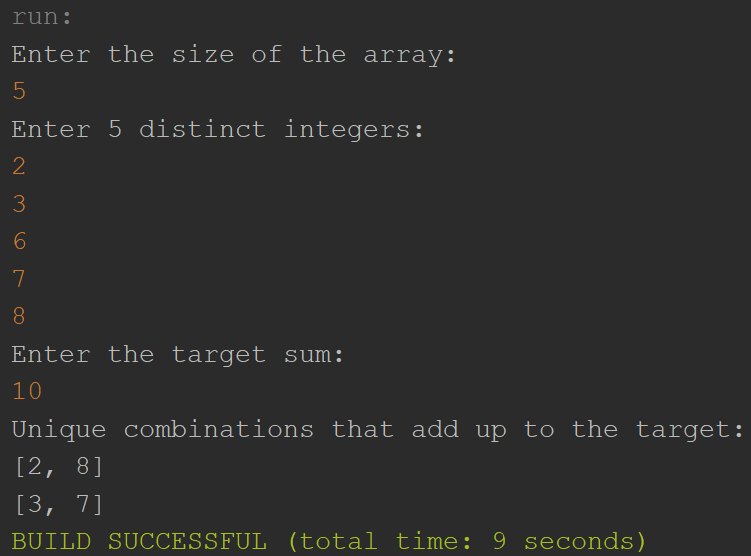 run:
Enter the size of the array:
5
Enter 5 distinct integers:
2
3
6
7
8
Enter the target sum:
10
Unique combinations that add up to the target:
[2, 8]
[3, 7]
BUILD SUCCESSFUL (total time: 9 seconds)